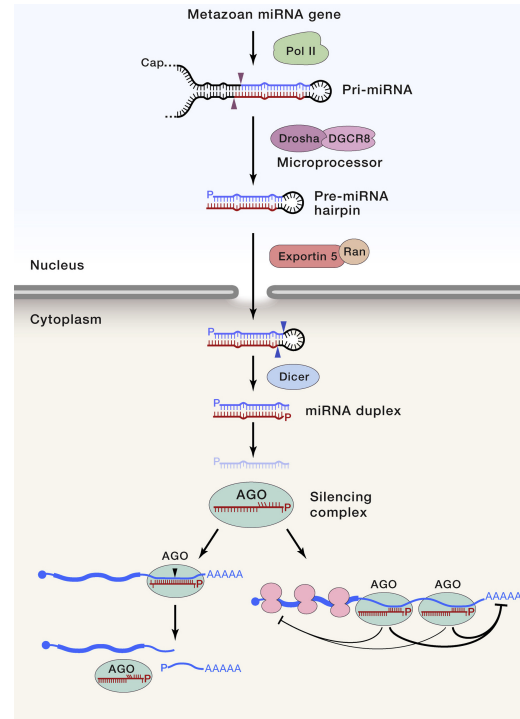 Metazoan miRNA gene
Pol II
Cap...
Pri-miRNA
Drosha DGCR8
Microprocessor
P
Pre-miRNA
hairpin
Exportin 5 Ran
Nucleus
Cytoplasm
P
Dicer
P
miRNA duplex
P
AGO
P
Silencing
complex
AGO
AAAAA
P
AGO AGO
AAAAA
P P
AGO
P
P AAAAA